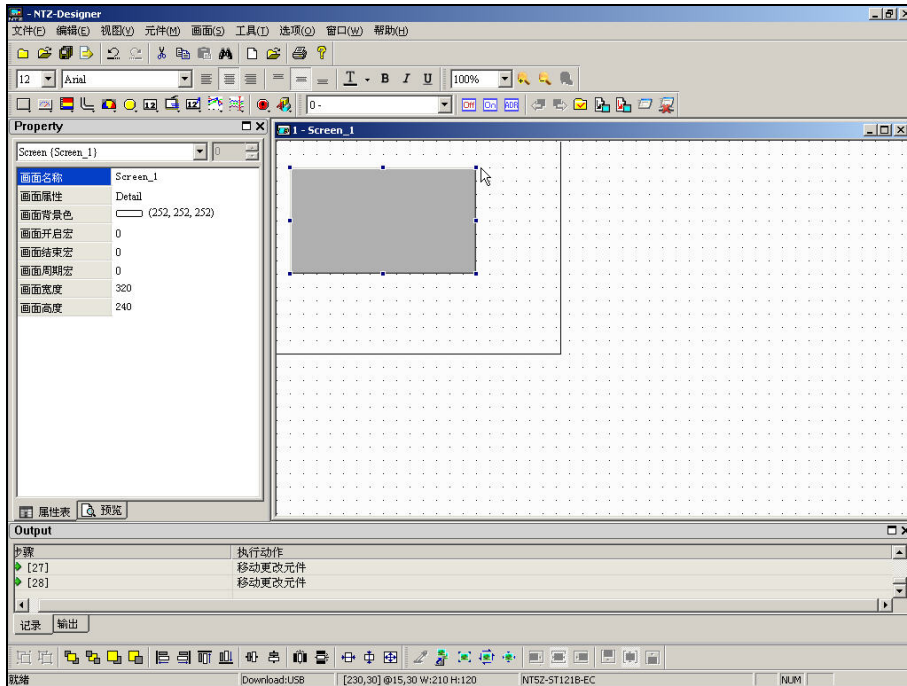 - NTZ-Designer
文件(F) 编辑(E) 视图(V) 元件(M) 画面(S) 工具(T) 选项(O) 窗口(W) 帮助(H)
12 Arial 100%
0 -
Off On ADR
Property
Screen {Screen_1} 0
画面名称 Screen_1
画面属性 Detail
画面背景色 (252, 252, 252)
画面开启宏 0
画面结束宏 0
画面周期宏 0
画面宽度 320
画面高度 240
属性表 预览
1 - Screen_1
Output
步骤 执行动作
[27] 移动更改元件
[28] 移动更改元件
记录 输出
就绪 Download:USB [230,30] @15,30 W:210 H:120 NT5Z-ST121B-EC NUM